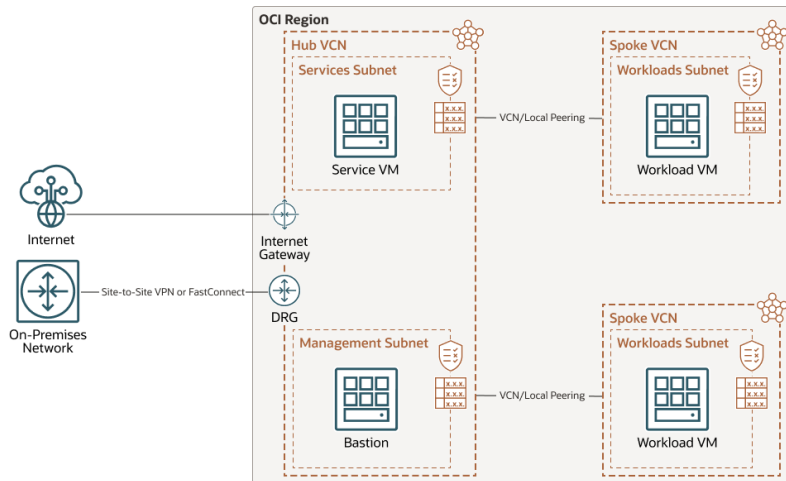 OCI Region
Hub VCN
Services Subnet
x.x.x.
x.x.x.
x.x.x.
Service VM
VCN/Local Peering
Spoke VCN
Workloads Subnet
x.x.x.
x.x.x.
x.x.x.
Workload VM
Internet
Internet
Gateway
On-Premises
Network
Site-to-Site VPN or FastConnect
DRG
Management Subnet
x.x.x.
x.x.x.
x.x.x.
Bastion
VCN/Local Peering
Spoke VCN
Workloads Subnet
x.x.x.
x.x.x.
x.x.x.
Workload VM